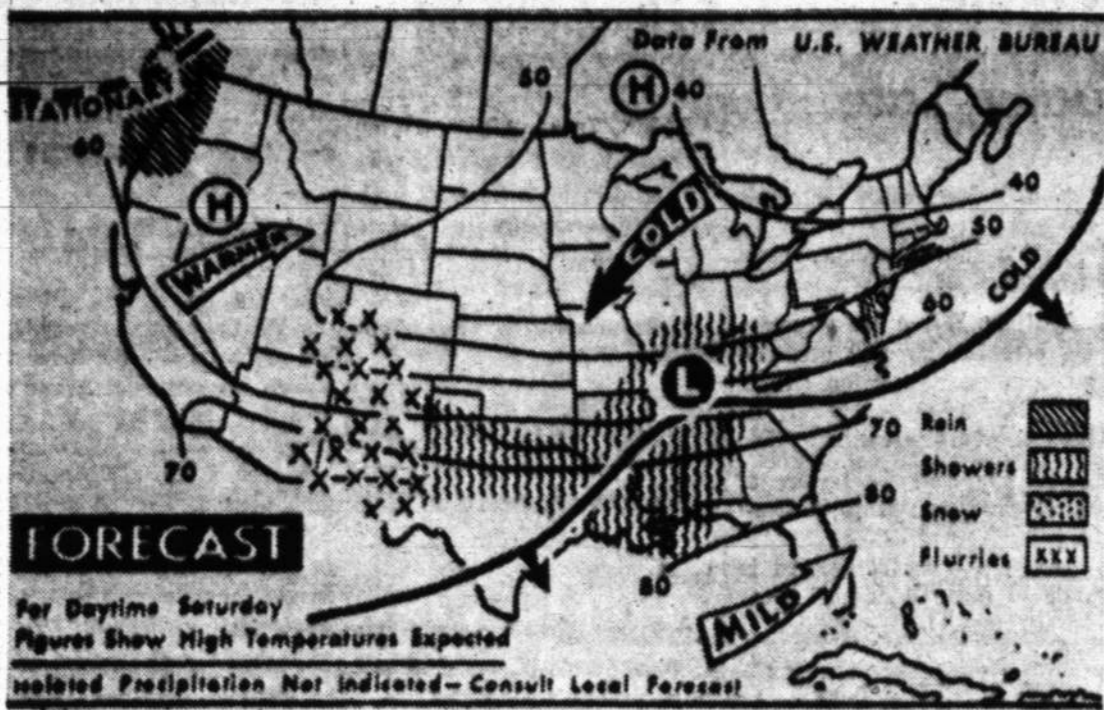 Data From U.S. WEATHER BUREAU
STATIONARY
60
50
H
40
H
WARMER
COLD
40
50
COLD
60
L
70
70
80
80
MILD
Rain
Showers
Snow
Flurries
XXX
FORECAST
For Daytime Saturday
Figures Show High Temperatures Expected
Isolated Precipitation Not Indicated—Consult Local Forecast